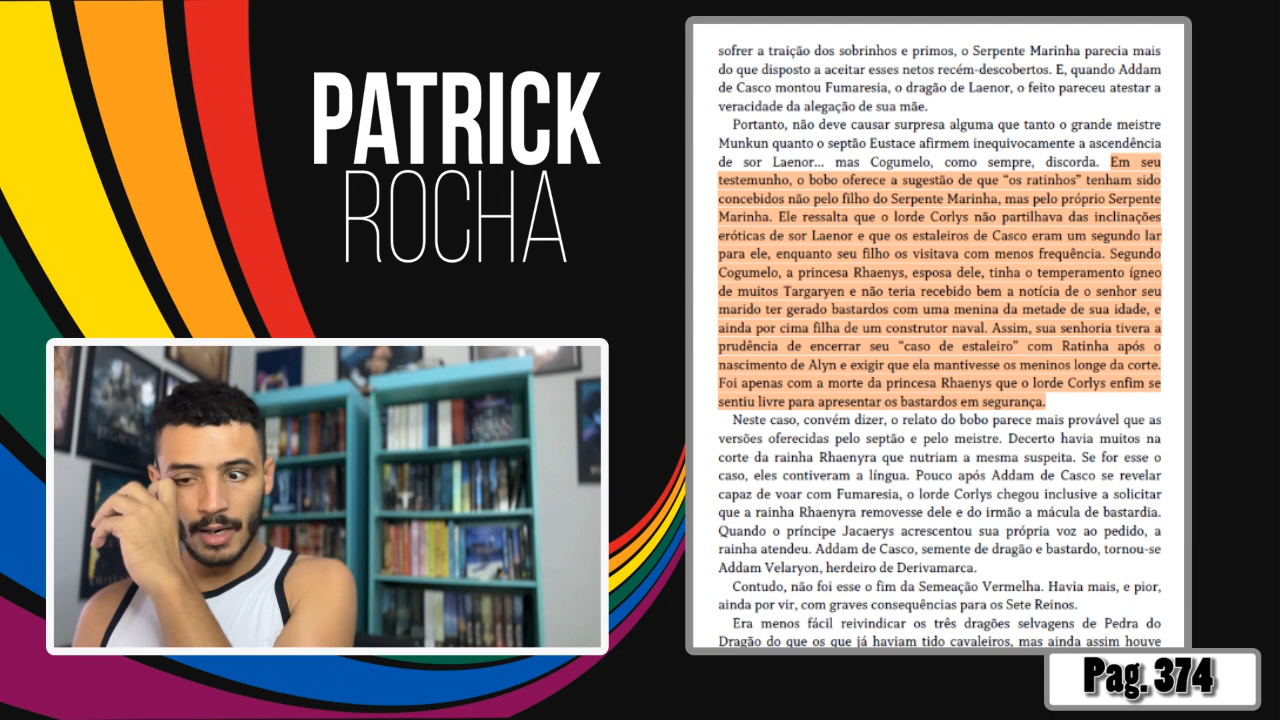 PATRICK
ROCHA
sofrer a traição dos sobrinhos e primos, o Serpente Marinha parecia mais
do que disposto a aceitar esses netos recém-descobertos. E, quando Addam
de Casco montou Fumaresia, o dragão de Laenor, o feito pareceu atestar a
veracidade da alegação de sua mãe.
Portanto, não deve causar surpresa alguma que tanto o grande meistre
Munkun quanto o septão Eustace afirmem inequivocamente a ascendência
de sor Laenor... mas Cogumelo, como sempre, discorda. Em seu
testemunho, o bobo oferece a sugestão de que “os ratinhos” tenham sido
concebidos não pelo filho do Serpente Marinha, mas pelo próprio Serpente
Marinha. Ele ressalta que o lorde Corlys não partilhava das inclinações
eróticas de sor Laenor e que os estaleiros de Casco eram um segundo lar
para ele, enquanto seu filho os visitava com menos frequência. Segundo
Cogumelo, a princesa Rhaenys, esposa dele, tinha o temperamento ígneo
de muitos Targaryen e não teria recebido bem a notícia de o senhor seu
marido ter gerado bastardos com uma menina da metade de sua idade, e
ainda por cima filha de um construtor naval. Assim, sua senhoria tivera a
prudência de encerrar seu “caso de estaleiro” com Ratinha após o
nascimento de Alyn e exigir que ela mantivesse os meninos longe da corte.
Foi apenas com a morte da princesa Rhaenys que o lorde Corlys enfim se
sentiu livre para apresentar os bastardos em segurança.
Neste caso, convém dizer, o relato do bobo parece mais provável que as
versões oferecidas pelo septão e pelo meistre. Decerto havia muitos na
corte da rainha Rhaenyra que nutriam a mesma suspeita. Se for esse o
caso, eles contiveram a língua. Pouco após Addam de Casco se revelar
capaz de voar com Fumaresia, o lorde Corlys chegou inclusive a solicitar
que a rainha Rhaenyra removesse dele e do irmão a mácula de bastardia.
Quando o príncipe Jacaerys acrescentou sua própria voz ao pedido, a
rainha atendeu. Addam de Casco, semente de dragão e bastardo, tornou-se
Addam Velaryon, herdeiro de Derivamarca.
Contudo, não foi esse o fim da Semeação Vermelha. Havia mais, e pior,
ainda por vir, com graves consequências para os Sete Reinos.
Era menos fácil reivindicar os três dragões selvagens de Pedra do
Dragão do que os que já haviam tido cavaleiros, mas ainda assim houve
Pag. 374